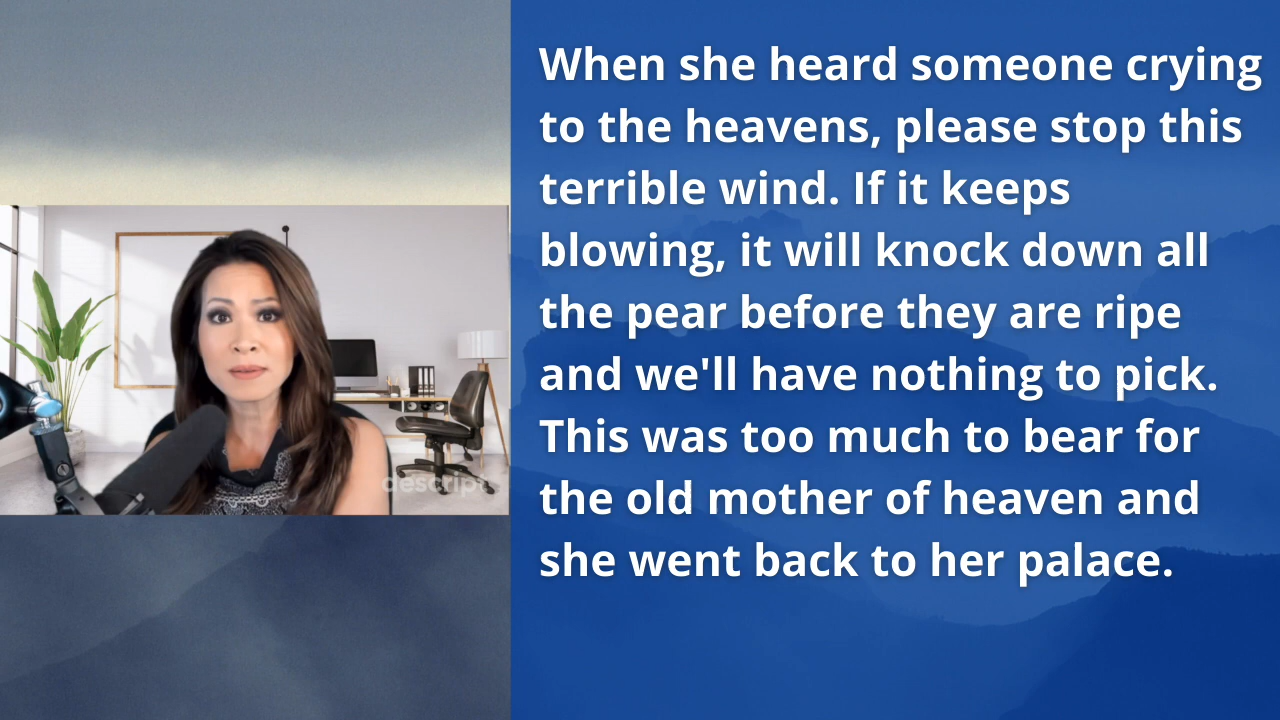 When she heard someone crying
to the heavens, please stop this
terrible wind. If it keeps
blowing, it will knock down all
the pear before they are ripe
and we'll have nothing to pick.
This was too much to bear for
the old mother of heaven and
she went back to her palace.
descript